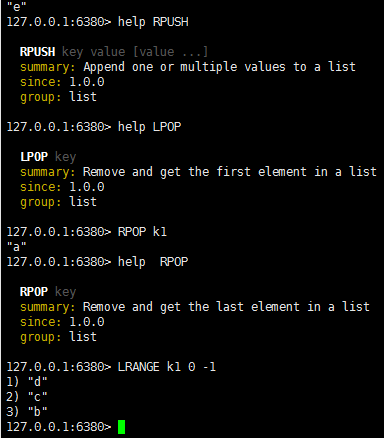 "e"
127.0.0.1:6380> help RPUSH
RPUSH key value [value ...]
summary: Append one or multiple values to a list
since: 1.0.0
group: list
127.0.0.1:6380> help LPOP
LPOP key
summary: Remove and get the first element in a list
since: 1.0.0
group: list
127.0.0.1:6380> RPOP k1
"a"
127.0.0.1:6380> help  RPOP
RPOP key
summary: Remove and get the last element in a list
since: 1.0.0
group: list
127.0.0.1:6380> LRANGE k1 0 -1
1) "d"
2) "c"
3) "b"
127.0.0.1:6380>